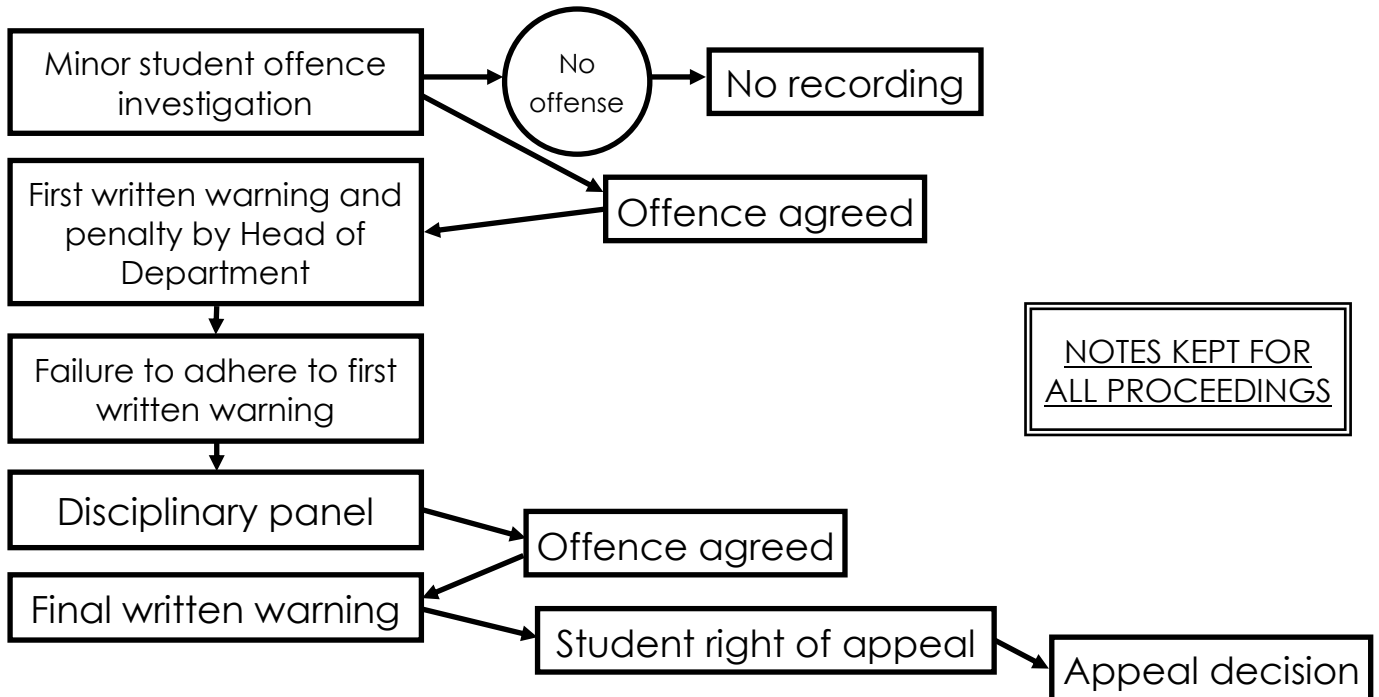 Minor student offence
investigation
No
offense
No recording
Offence agreed
First written warning and
penalty by Head of
Department
Failure to adhere to first
written warning
NOTES KEPT FOR
ALL PROCEEDINGS
Disciplinary panel
Offence agreed
Final written warning
Student right of appeal
Appeal decision